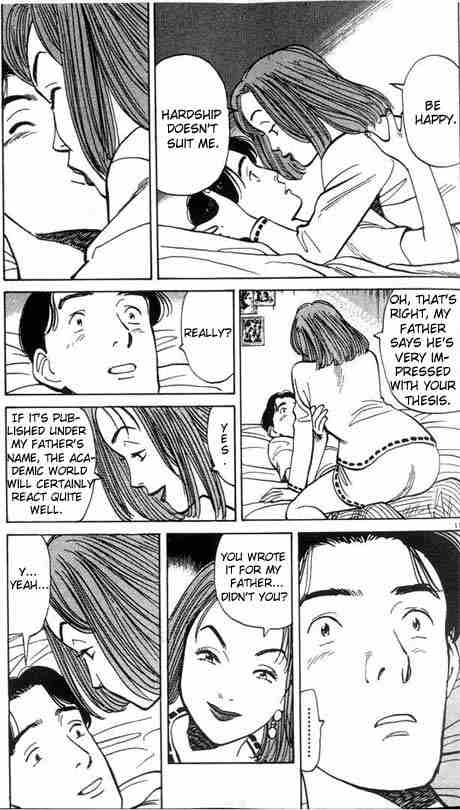 BE
HAPPY.
HARDSHIP
DOESN'T
SUIT ME.
OH, THAT'S
RIGHT, MY
FATHER
SAYS HE'S
VERY IM-
PRESSED
WITH YOUR
THESIS.
REALLY?
YES.
IF IT'S PUB-
LISHED UNDER
MY FATHER'S
NAME, THE ACA-
DEMIC WORLD
WILL CERTAINLY
REACT QUITE
WELL.
.........
YOU WROTE
IT FOR MY
FATHER...
DIDN'T YOU?
Y...
YEAH...